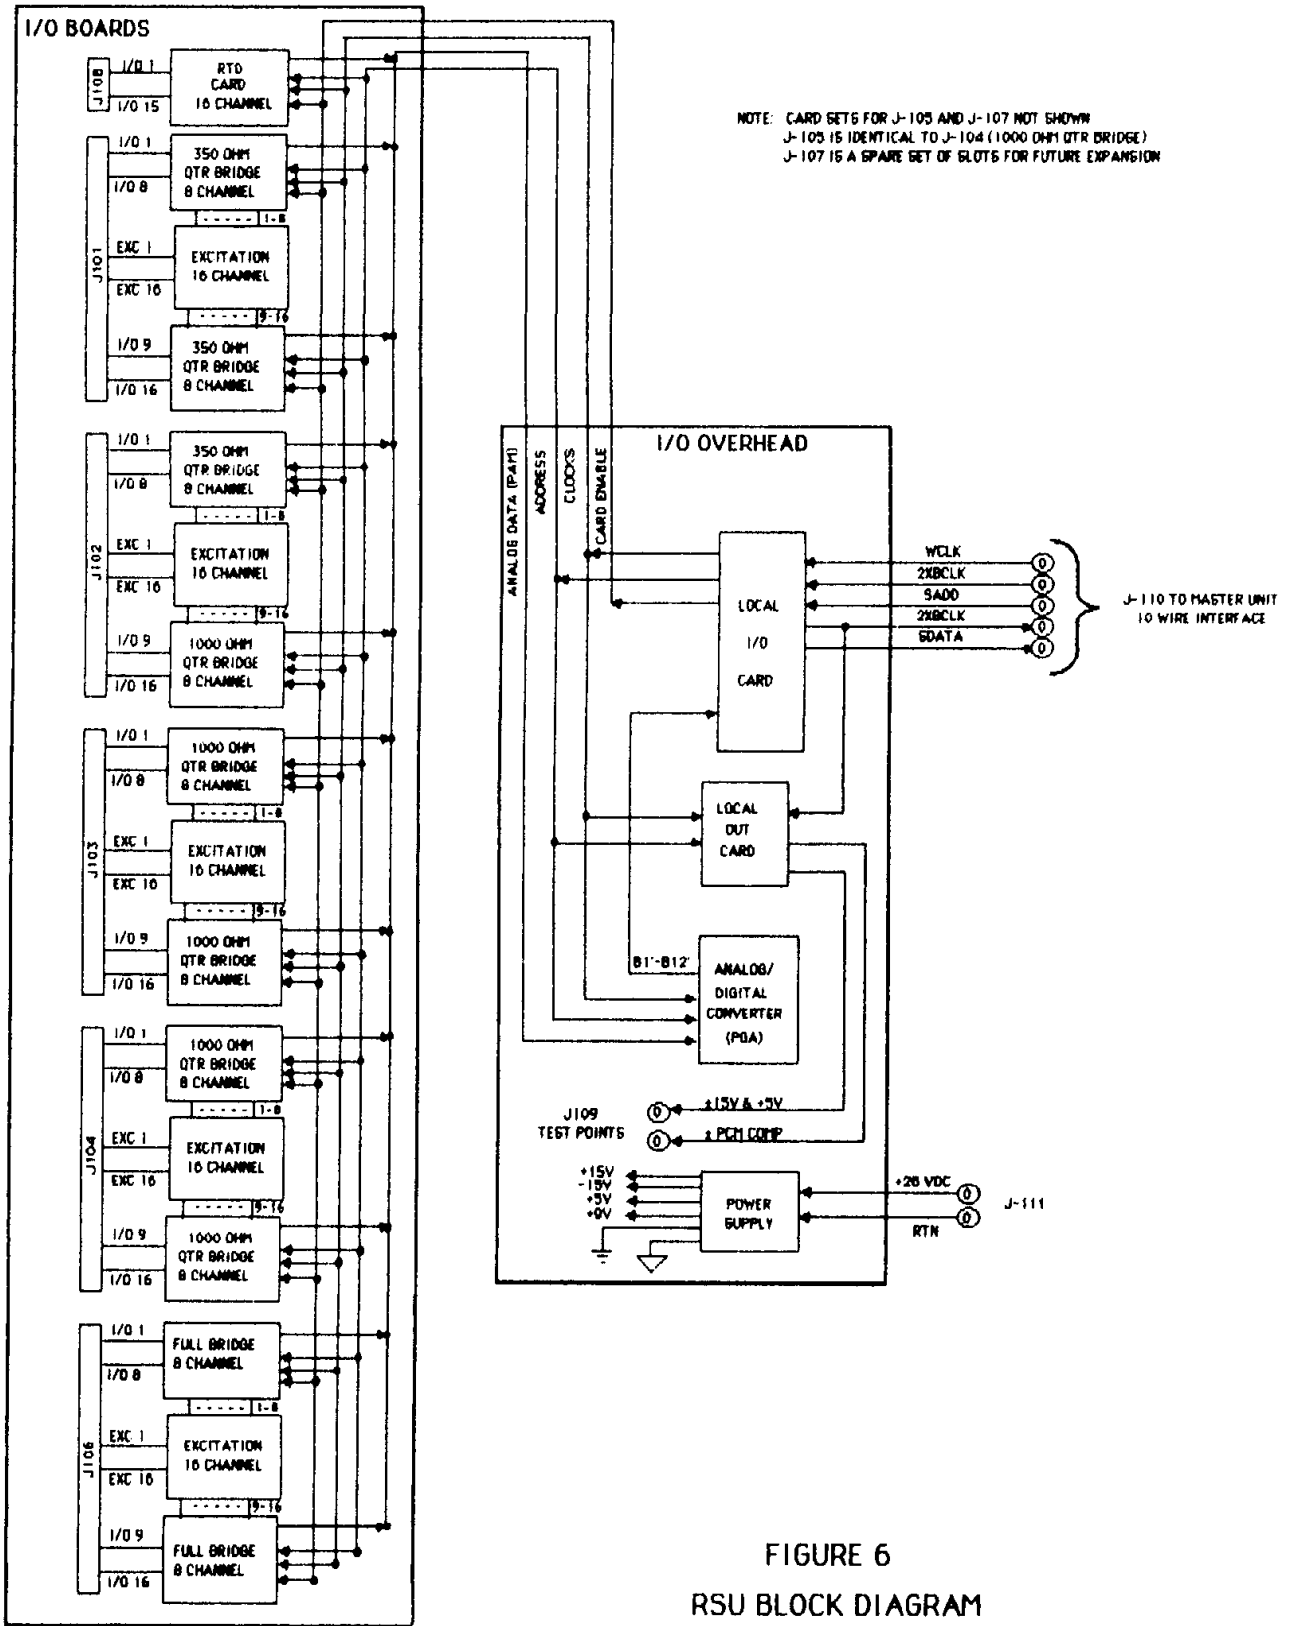 I/O BOARDS
J108
I/O 1
I/O 15
RTD
CARD
16 CHANNEL
J101
I/O 1
I/O 8
350 OHM
QTR BRIDGE
8 CHANNEL
1-8
EXC 1
EXC 16
EXCITATION
16 CHANNEL
9-16
I/O 9
I/O 16
350 OHM
QTR BRIDGE
8 CHANNEL
J102
I/O 1
I/O 8
350 OHM
QTR BRIDGE
8 CHANNEL
1-8
EXC 1
EXC 16
EXCITATION
16 CHANNEL
9-16
I/O 9
I/O 16
1000 OHM
QTR BRIDGE
8 CHANNEL
J103
I/O 1
I/O 8
1000 OHM
QTR BRIDGE
8 CHANNEL
1-8
EXC 1
EXC 16
EXCITATION
16 CHANNEL
9-16
I/O 9
I/O 16
1000 OHM
QTR BRIDGE
8 CHANNEL
J104
I/O 1
I/O 8
1000 OHM
QTR BRIDGE
8 CHANNEL
1-8
EXC 1
EXC 16
EXCITATION
16 CHANNEL
9-16
I/O 9
I/O 16
1000 OHM
QTR BRIDGE
8 CHANNEL
J106
I/O 1
I/O 8
FULL BRIDGE
8 CHANNEL
1-8
EXC 1
EXC 16
EXCITATION
16 CHANNEL
9-16
I/O 9
I/O 16
FULL BRIDGE
8 CHANNEL
NOTE: CARD SETS FOR J-105 AND J-107 NOT SHOWN
J-105 IS IDENTICAL TO J-104 (1000 OHM QTR BRIDGE)
J-107 IS A SPARE SET OF SLOTS FOR FUTURE EXPANSION
I/O OVERHEAD
ANALOG DATA (PAM)
ADDRESS
CLOCKS
CARD ENABLE
LOCAL
I/O
CARD
WCLK
2XBCLK
SADD
2XBCLK
SDATA
J-110 TO MASTER UNIT
10 WIRE INTERFACE
LOCAL
OUT
CARD
B1'-B12'
ANALOG/
DIGITAL
CONVERTER
(PGA)
J109
TEST POINTS
±15V & +5V
± PCM COMP
+15V
-15V
+5V
+9V
POWER
SUPPLY
+28 VDC
RTN
J-111
FIGURE 6
RSU BLOCK DIAGRAM